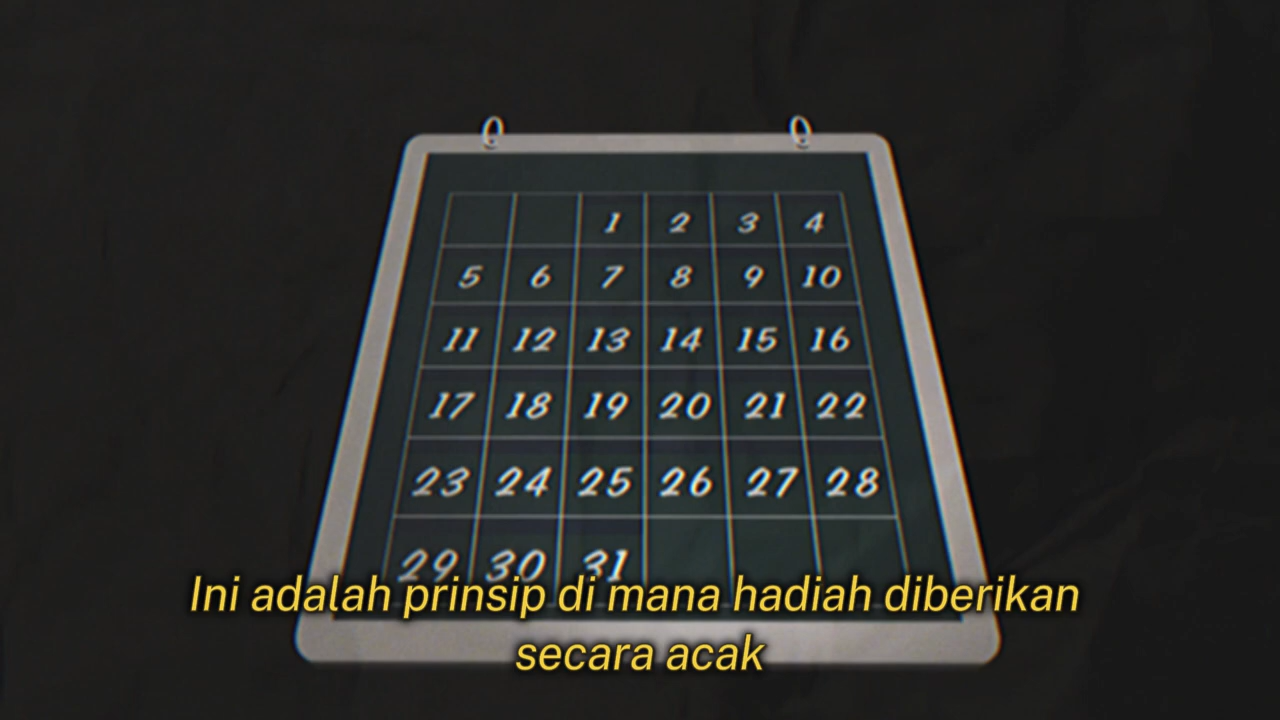 1 2 3 4
5 6 7 8 9 10
11 12 13 14 15 16
17 18 19 20 21 22
23 24 25 26 27 28
29 30 31
Ini adalah prinsip di mana hadiah diberikan
secara acak